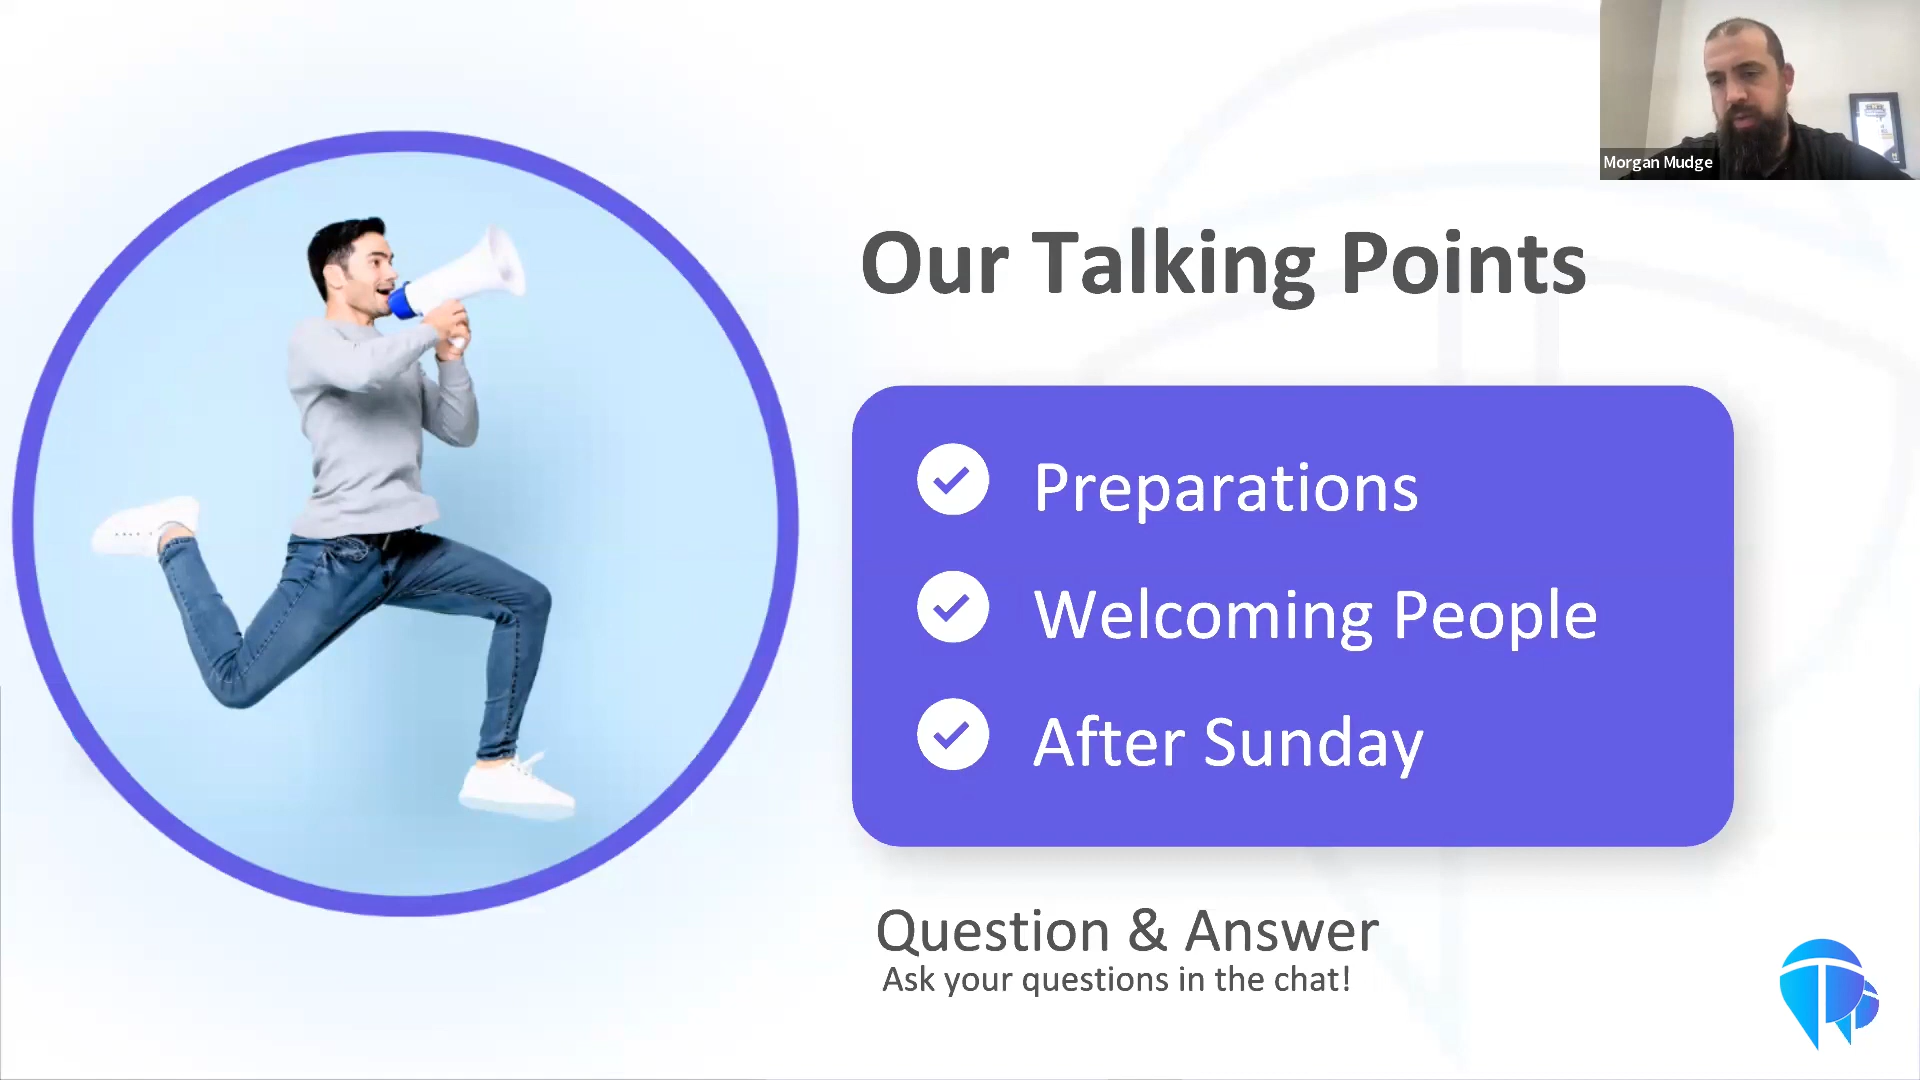 Morgan Mudge
Our Talking Points
Preparations
Welcoming People
After Sunday
Question & Answer
Ask your questions in the chat!